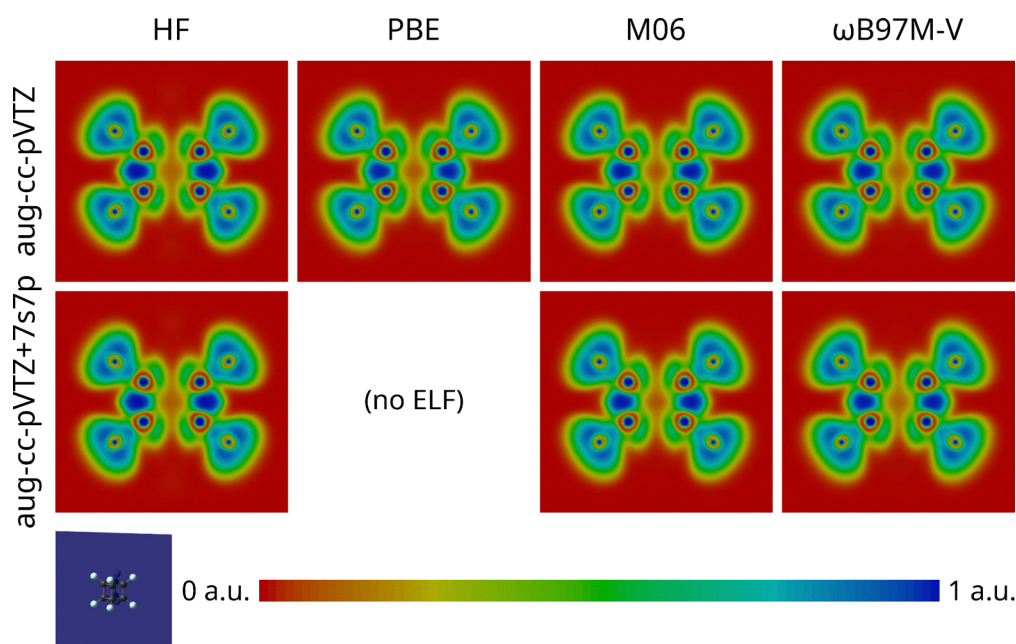 HF PBE M06 ωB97M-V
aug-cc-pVTZ
aug-cc-pVTZ+7s7p
(no ELF)
0 a.u. 1 a.u.